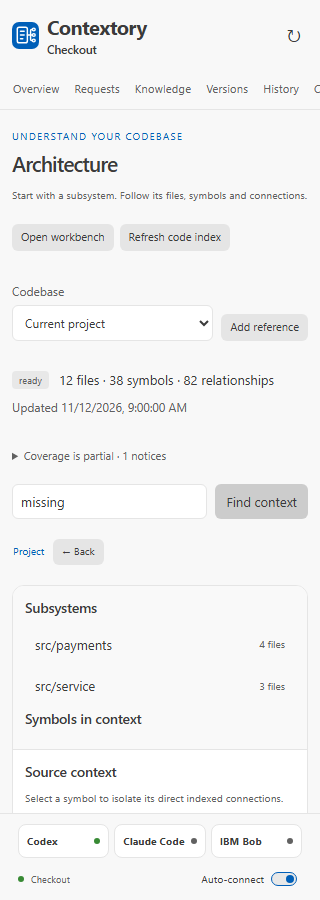 Contextory
Checkout
Overview Requests Knowledge Versions History
UNDERSTAND YOUR CODEBASE
Architecture
Start with a subsystem. Follow its files, symbols and connections.
Open workbench Refresh code index
Codebase
Current project
Add reference
ready 12 files · 38 symbols · 82 relationships
Updated 11/12/2026, 9:00:00 AM
Coverage is partial · 1 notices
missing Find context
Project ← Back
Subsystems
src/payments 4 files
src/service 3 files
Symbols in context
Source context
Select a symbol to isolate its direct indexed connections.
Codex Claude Code IBM Bob
Checkout Auto-connect